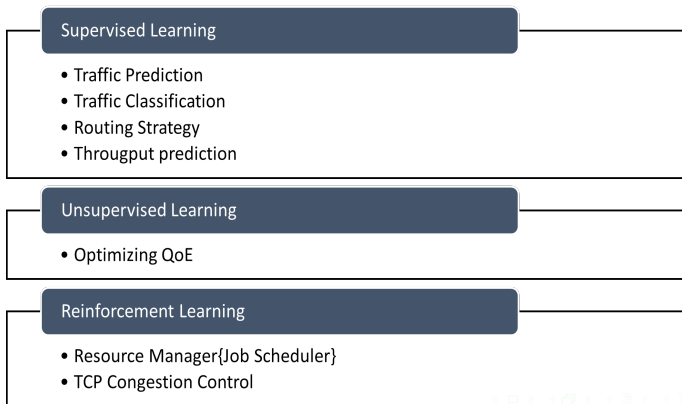 Supervised Learning
• Traffic Prediction
• Traffic Classification
• Routing Strategy
• Througput prediction
Unsupervised Learning
• Optimizing QoE
Reinforcement Learning
• Resource Manager{Job Scheduler}
• TCP Congestion Control